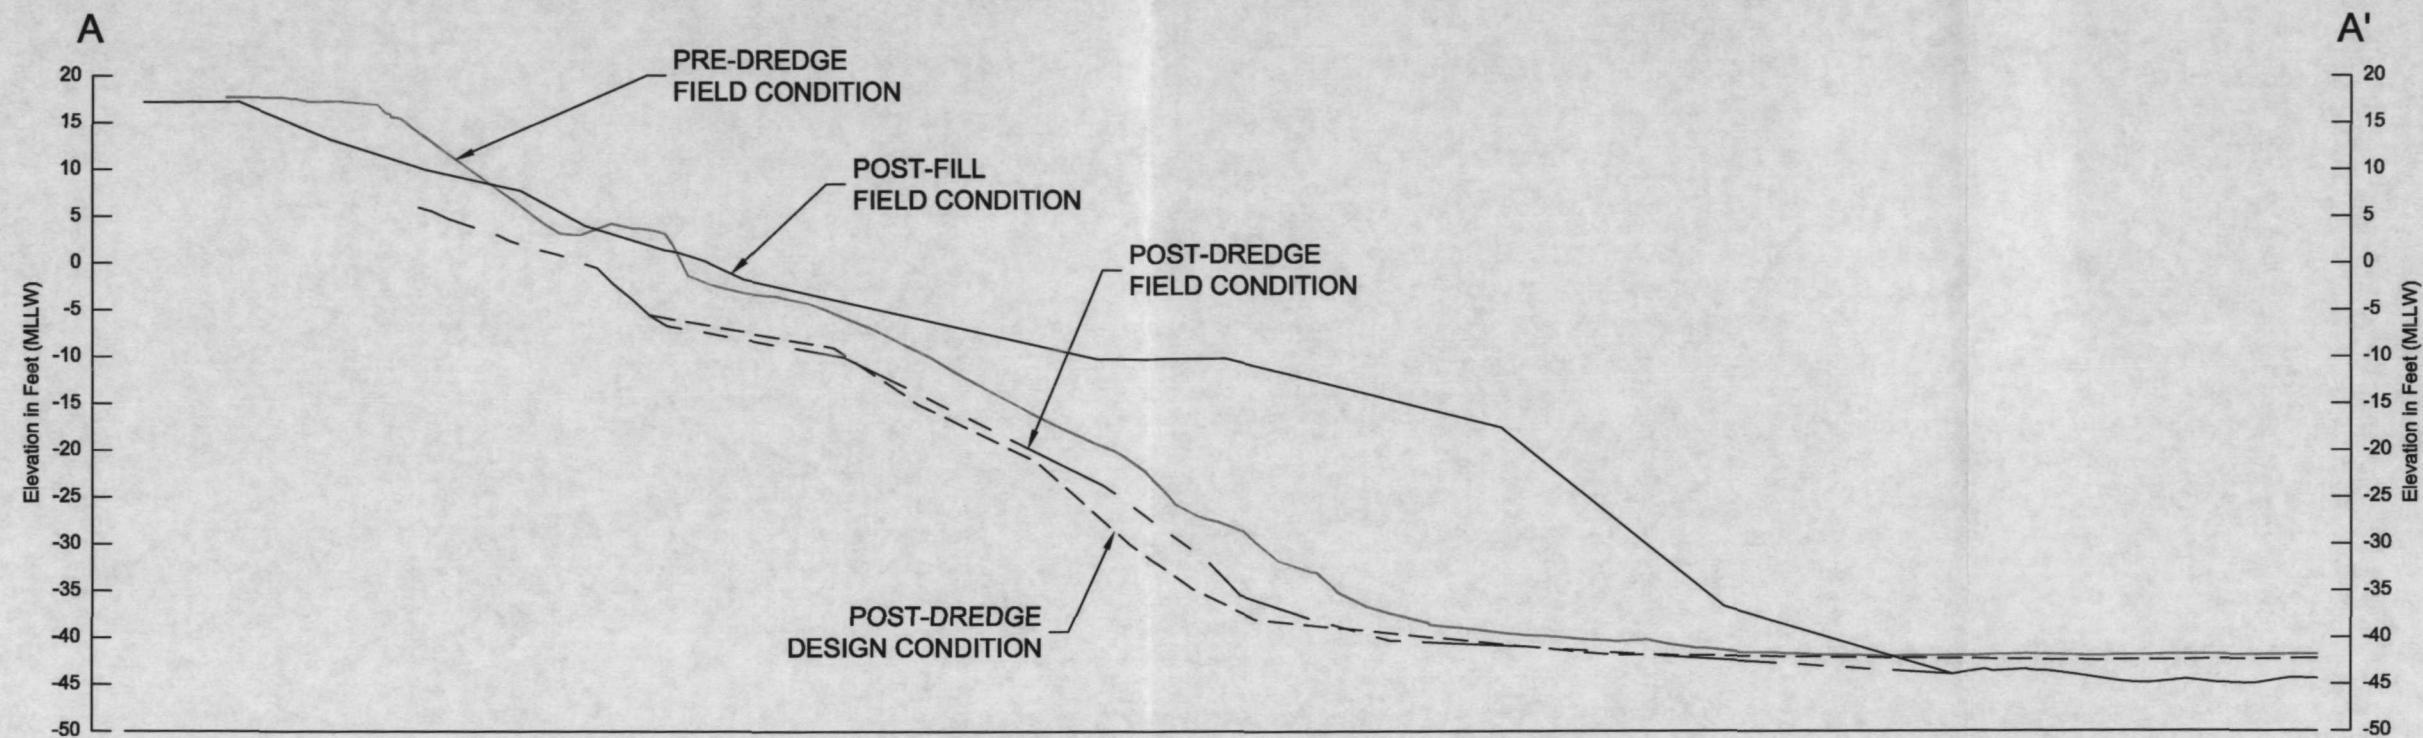 A
A'
PRE-DREDGE
FIELD CONDITION
POST-FILL
FIELD CONDITION
POST-DREDGE
FIELD CONDITION
POST-DREDGE
DESIGN CONDITION
Elevation in Feet (MLLW)
20
15
10
5
0
-5
-10
-15
-20
-25
-30
-35
-40
-45
-50
20
15
10
5
0
-5
-10
-15
-20
-25
-30
-35
-40
-45
-50
Elevation in Feet (MLLW)